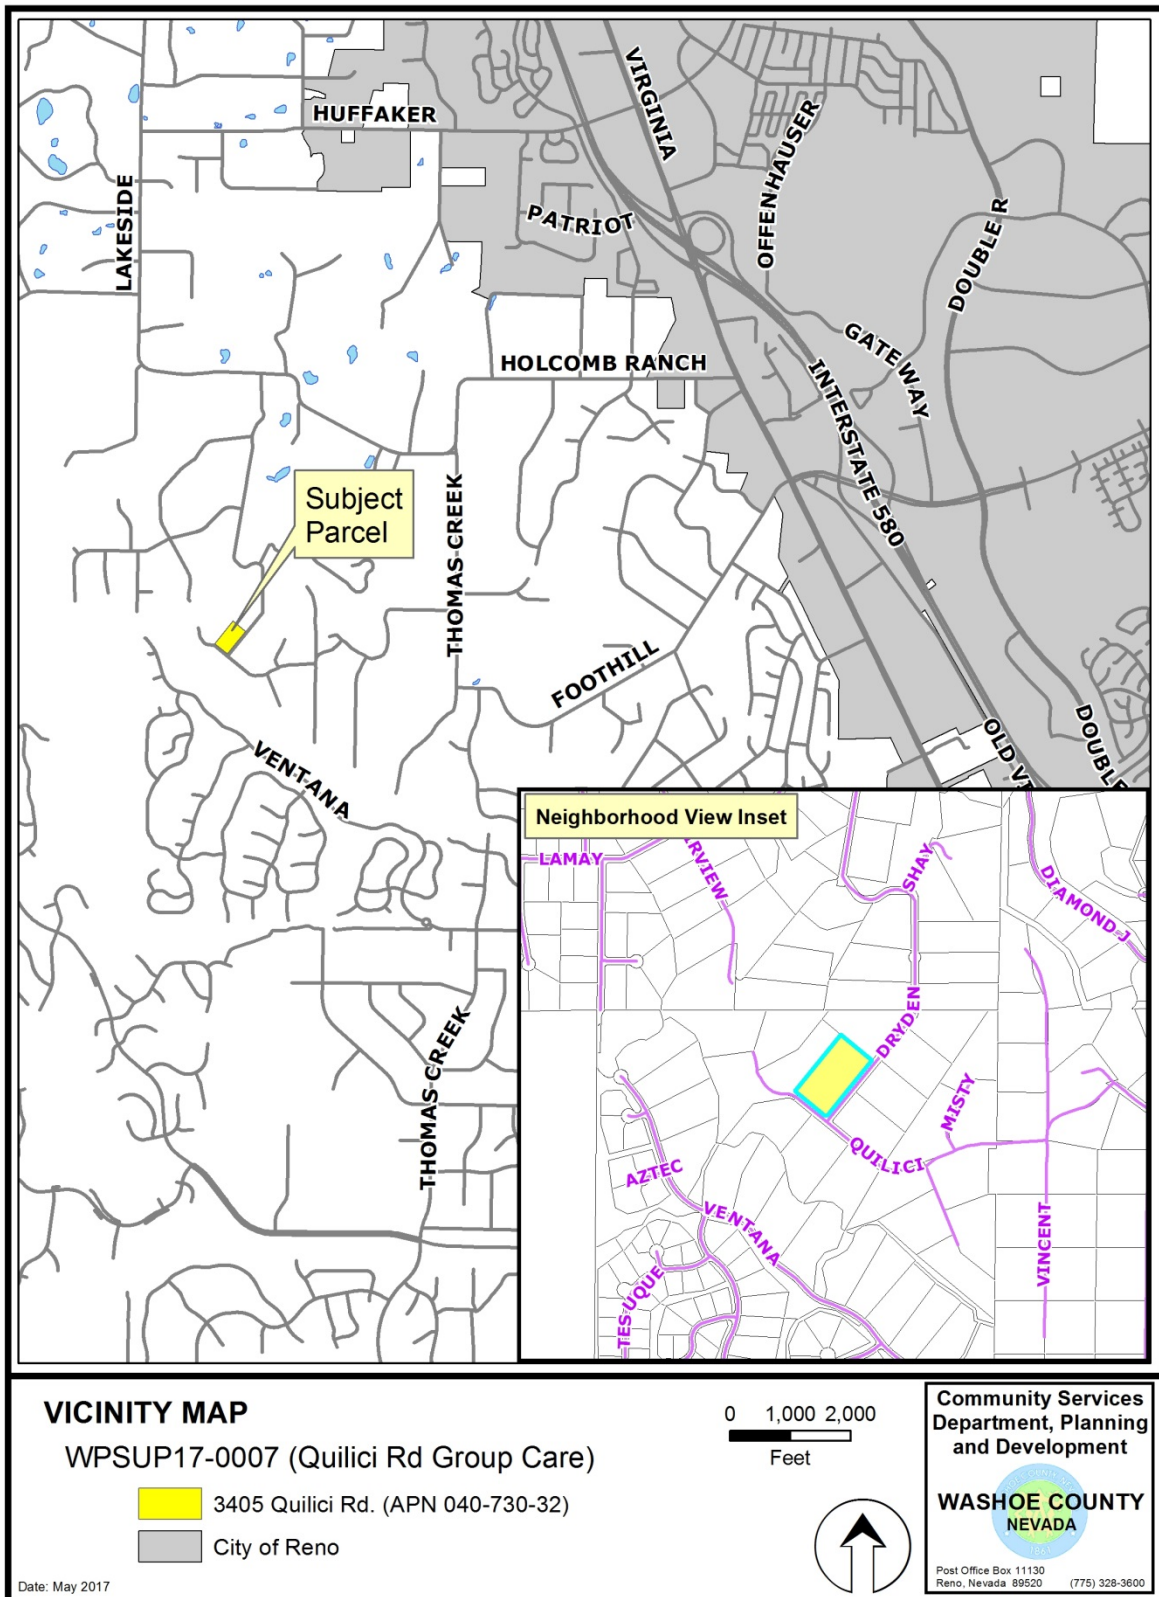 HUFFAKER
VIRGINIA
OFFENHAUSER
LAKESIDE
PATRIOT
DOUBLE R
GATEWAY
HOLCOMB RANCH
INTERSTATE 580
Subject
Parcel
THOMAS CREEK
FOOTHILL
VENTANA
OLD VI
DOUBLE
THOMAS CREEK
Neighborhood View Inset
LAMAY
ARVIEW
SHAY
DIAMOND J
DRYDEN
MISTY
QUILICI
AZTEC
VENTANA
VINCENT
TESUQUE
VICINITY MAP
WPSUP17-0007 (Quilici Rd Group Care)
3405 Quilici Rd. (APN 040-730-32)
City of Reno
Date: May 2017
0 1,000 2,000
Feet
Community Services
Department, Planning
and Development
WASHOE COUNTY
NEVADA
1861
Post Office Box 11130
Reno, Nevada 89520 (775) 328-3600